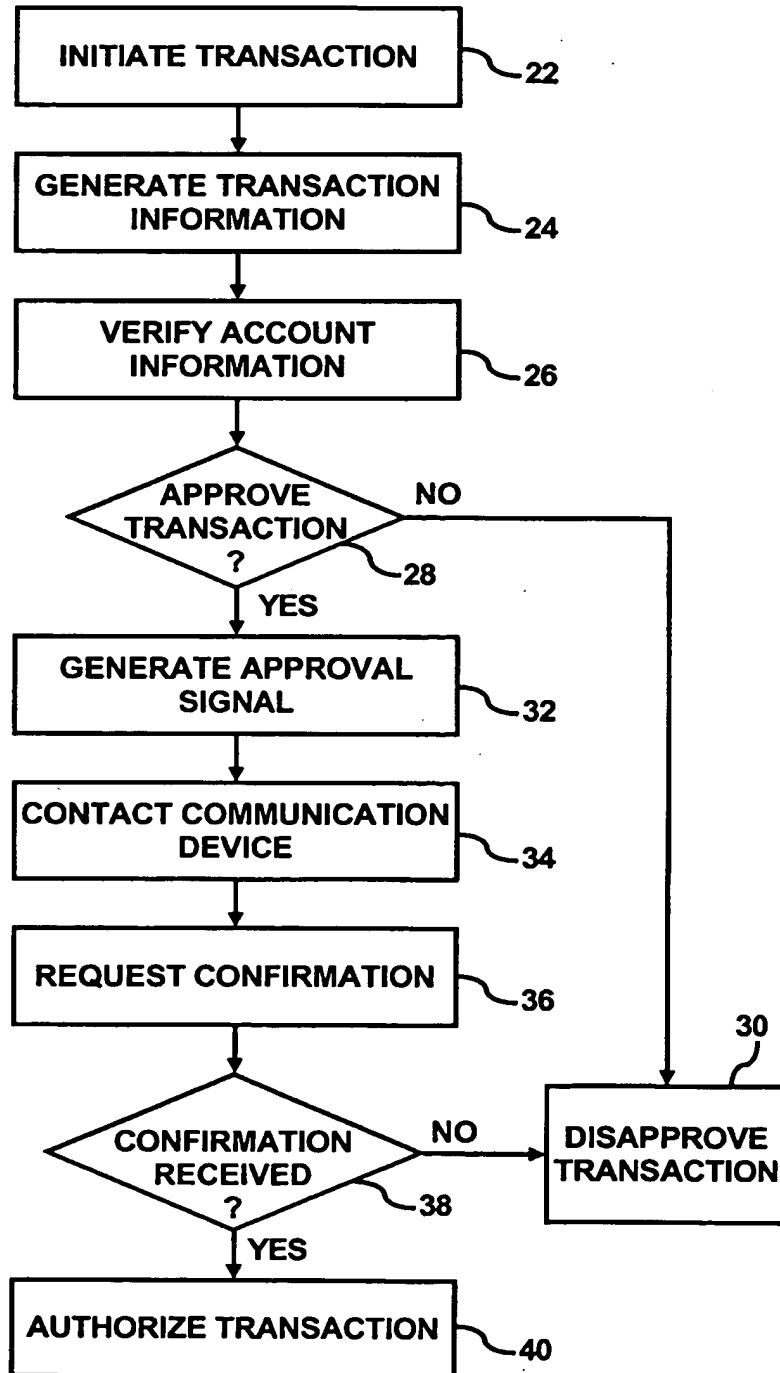 INITIATE TRANSACTION
22
GENERATE TRANSACTION
INFORMATION
24
VERIFY ACCOUNT
INFORMATION
26
APPROVE
TRANSACTION
?
28
NO
YES
GENERATE APPROVAL
SIGNAL
32
CONTACT COMMUNICATION
DEVICE
34
REQUEST CONFIRMATION
36
CONFIRMATION
RECEIVED
?
38
NO
30
DISAPPROVE
TRANSACTION
YES
AUTHORIZE TRANSACTION
40